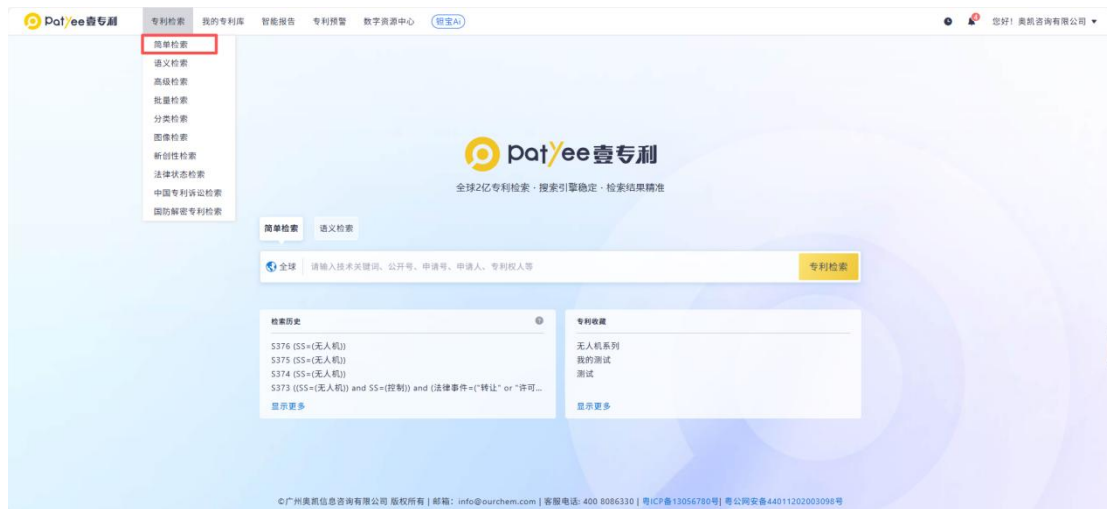 Patyee壹专利 专利检索 我的专利库 智能报告 专利预警 数字资源中心 钽宝Ai 4 您好！奥凯咨询有限公司
简单检索
语义检索
高级检索
批量检索
分类检索
图像检索
新创性检索
法律状态检索
中国专利诉讼检索
国防解密专利检索
Patyee壹专利
全球2亿专利检索 · 搜索引擎稳定 · 检索结果精准
简单检索 语义检索
全球 请输入技术关键词、公开号、申请号、申请人、专利权人等 专利检索
检索历史
S376 (SS=(无人机))
S375 (SS=(无人机))
S374 (SS=(无人机))
S373 ((SS=(无人机)) and SS=(控制)) and (法律事件=("转让" or "许可...
显示更多
专利收藏
无人机系列
我的测试
测试
显示更多
©广州奥凯信息咨询有限公司 版权所有 | 邮箱：info@ourchem.com | 客服电话: 400 8086330 | 粤ICP备13056780号| 粤公网安备44011202003098号